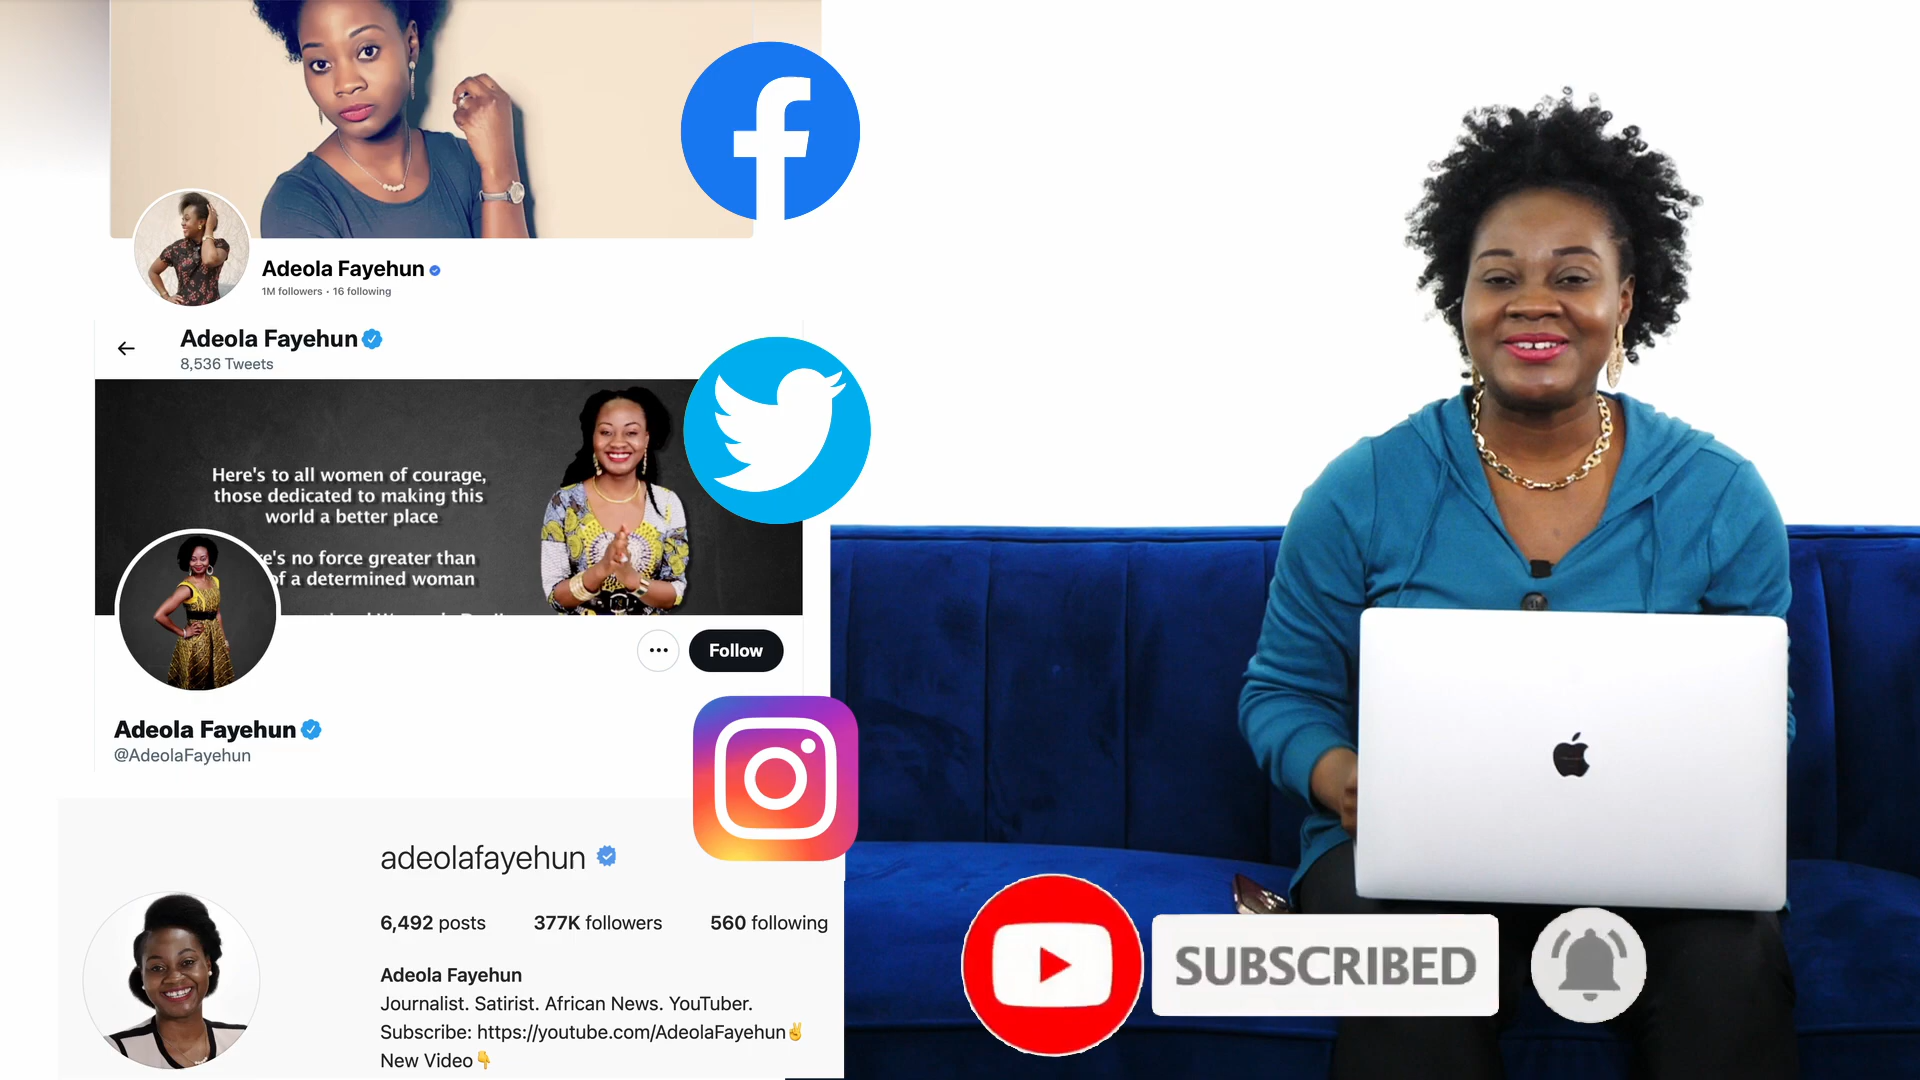 Adeola Fayehun
1M followers • 16 following
Adeola Fayehun
8,536 Tweets
Here's to all women of courage,
those dedicated to making this
world a better place
e's no force greater than
of a determined woman
Follow
Adeola Fayehun
@AdeolaFayehun
adeolafayehun
6,492 posts 377K followers 560 following
Adeola Fayehun
Journalist. Satirist. African News. YouTuber.
Subscribe: https://youtube.com/AdeolaFayehun✌️
New Video👇
SUBSCRIBED